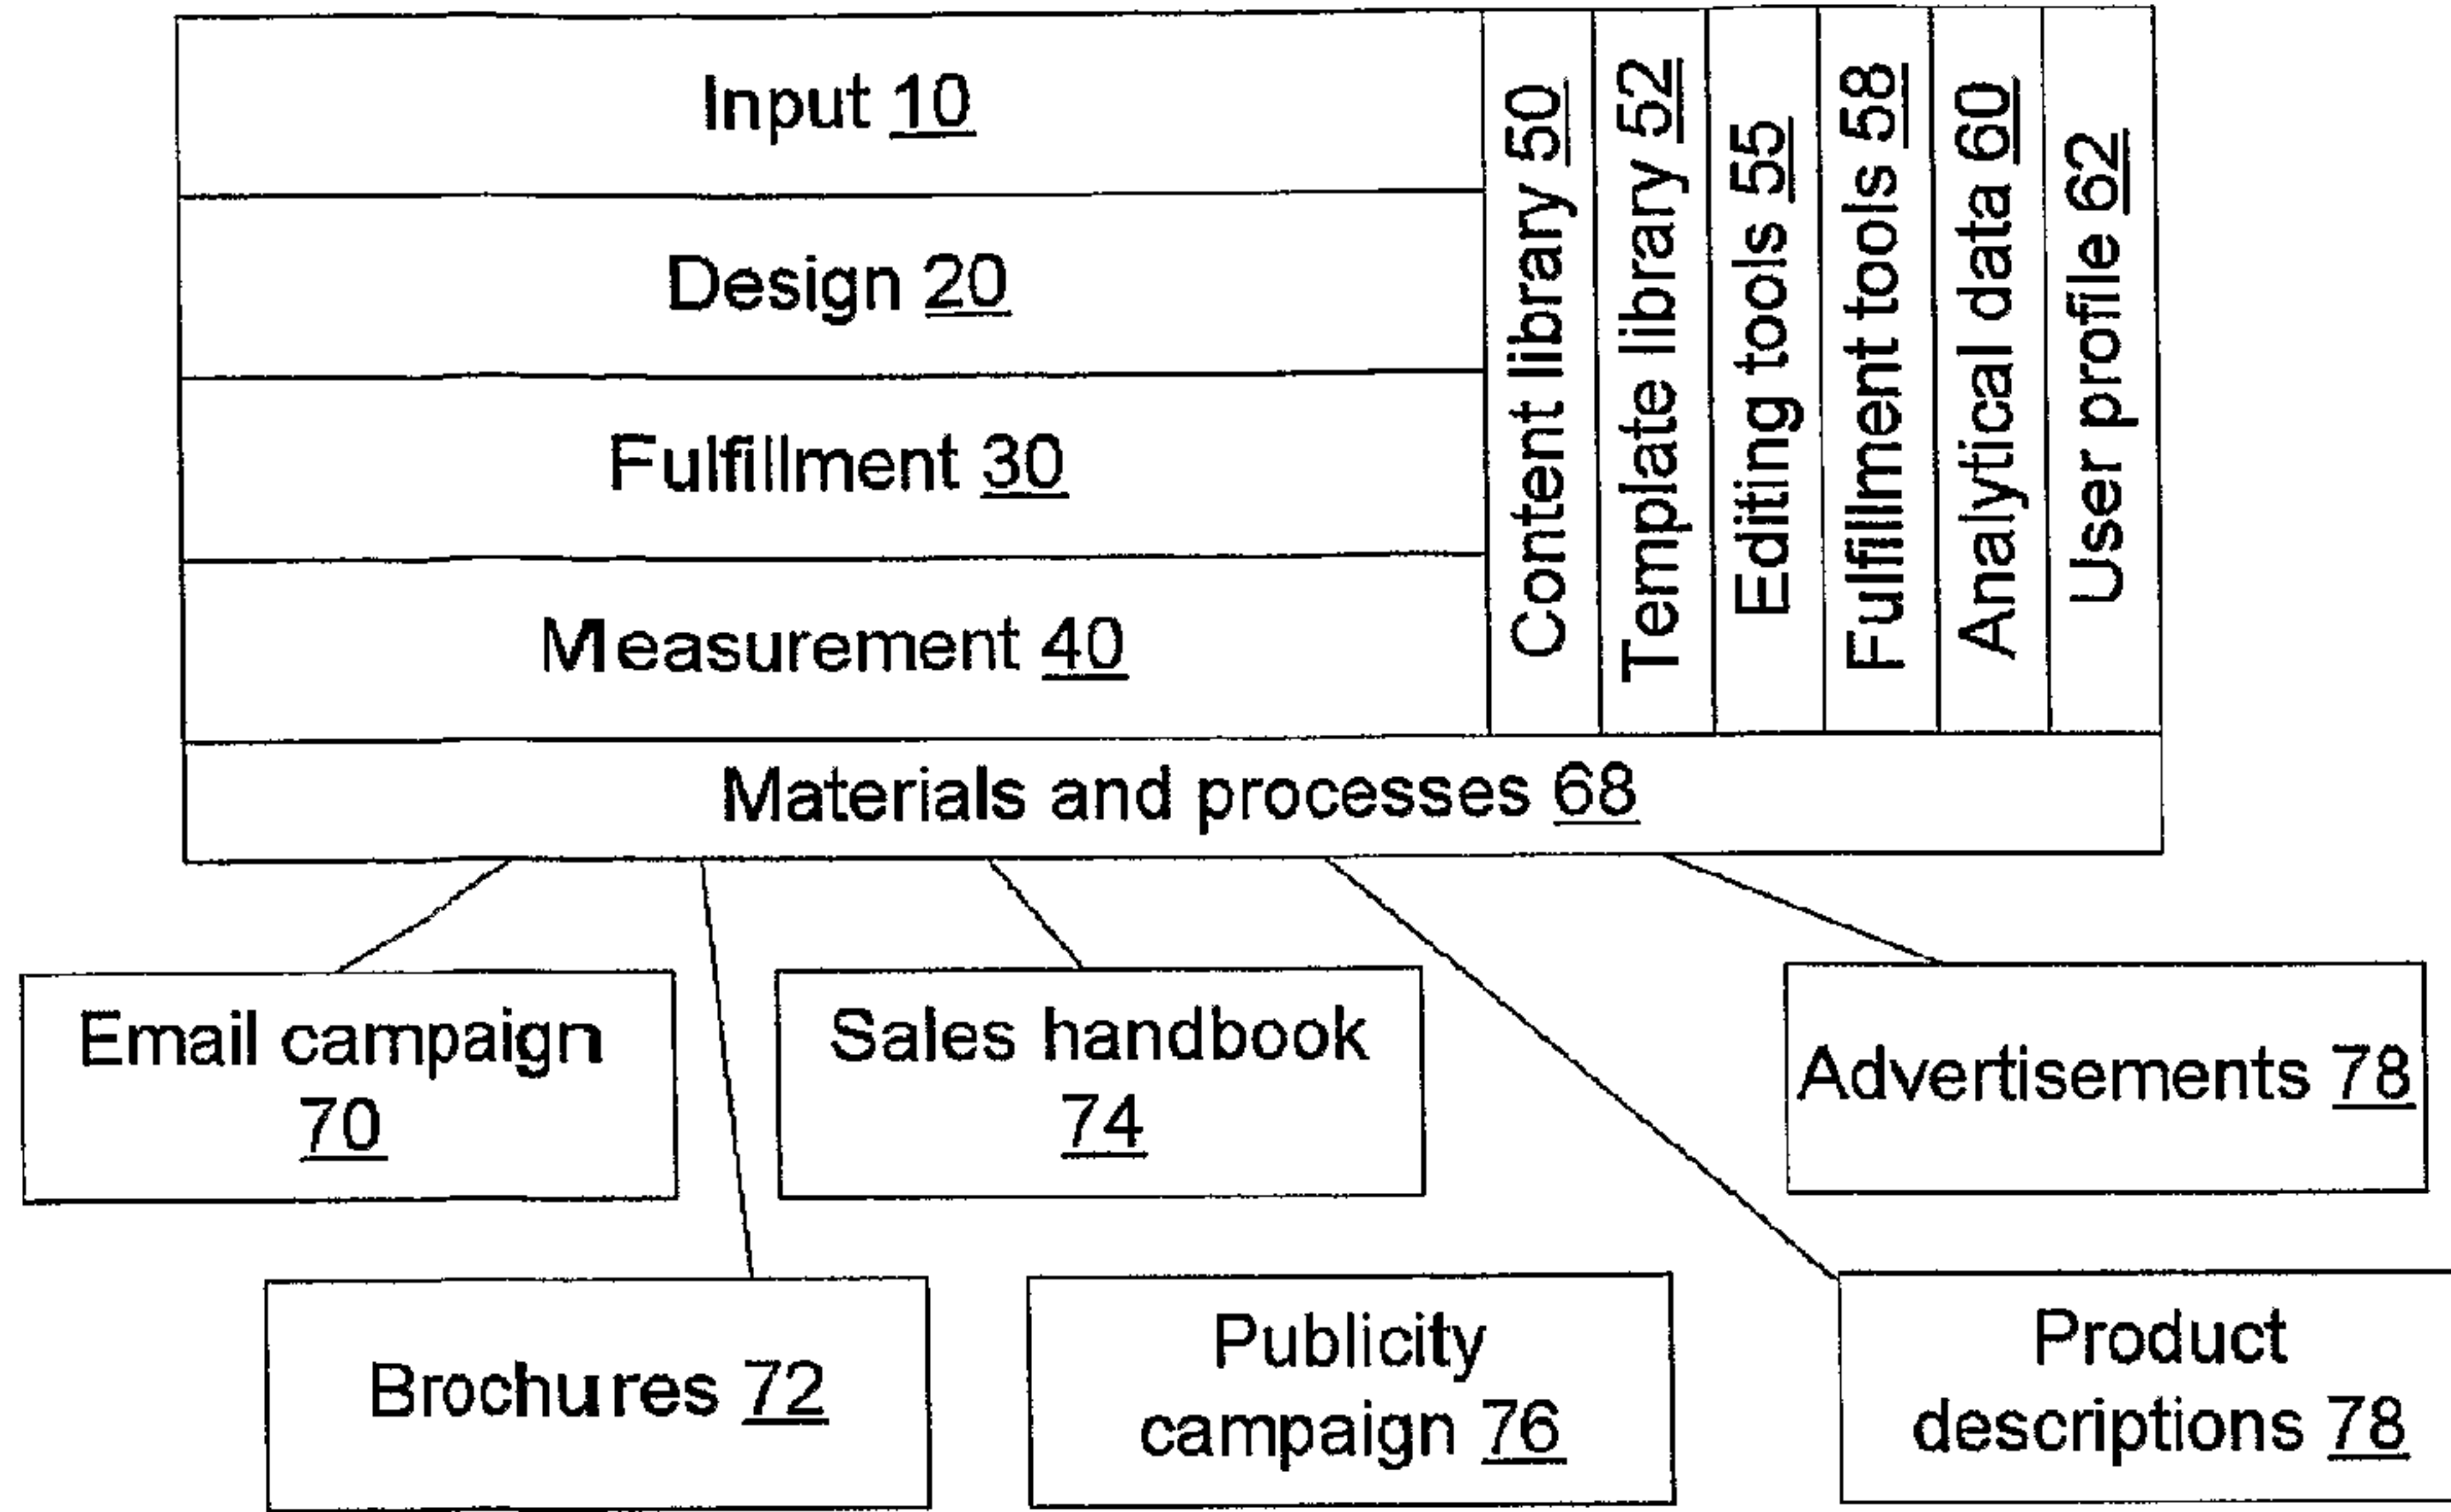 Input 10
Design 20
Fulfillment 30
Measurement 40
Content library 50
Template library 52
Editing tools 55
Fulfillment tools 58
Analytical data 60
User profile 62
Materials and processes 68
Email campaign
70
Sales handbook
74
Advertisements 78
Brochures 72
Publicity
campaign 76
Product
descriptions 78